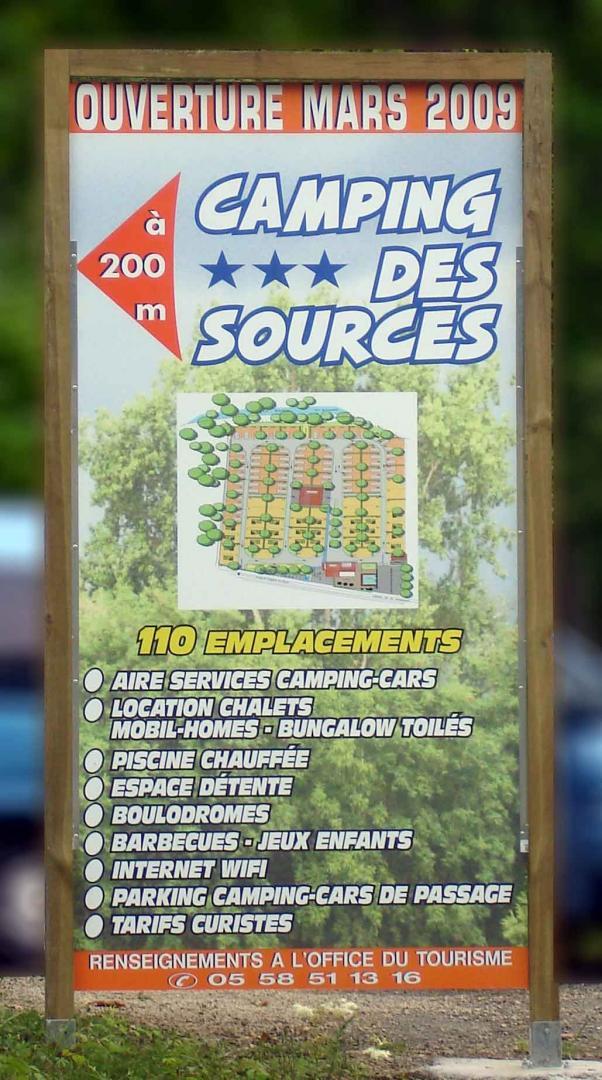 OUVERTURE MARS 2009
à
200
m
CAMPING
DES
SOURCES
110 EMPLACEMENTS
AIRE SERVICES CAMPING-CARS
LOCATION CHALETS
MOBIL-HOMES - BUNGALOW TOILÉS
PISCINE CHAUFFÉE
ESPACE DÉTENTE
BOULODROMES
BARBECUES - JEUX ENFANTS
INTERNET WIFI
PARKING CAMPING-CARS DE PASSAGE
TARIFS CURISTES
RENSEIGNEMENTS A L'OFFICE DU TOURISME
✆ 05 58 51 13 16